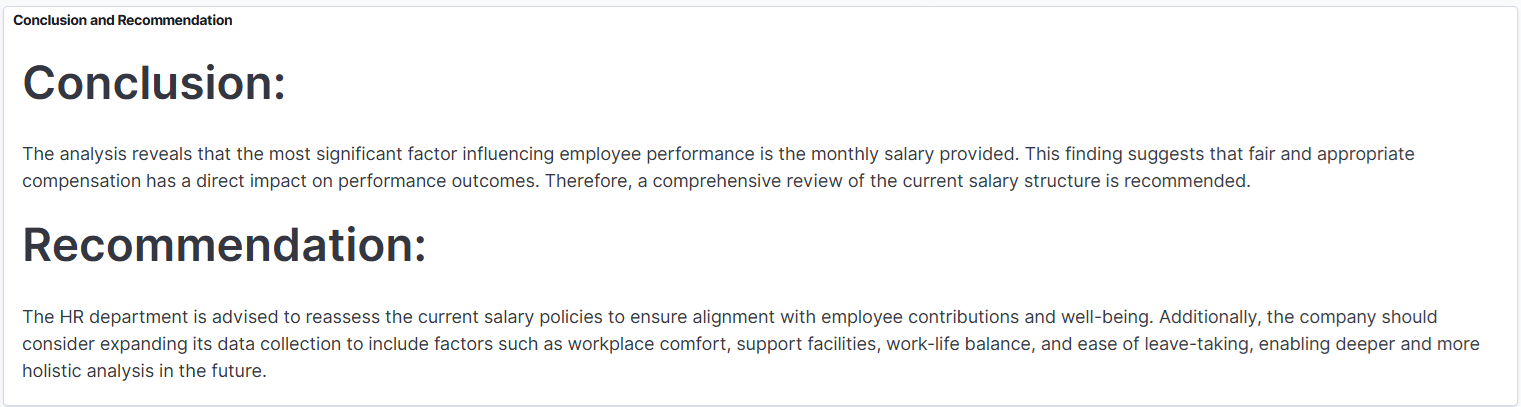 Conclusion and Recommendation
Conclusion:
The analysis reveals that the most significant factor influencing employee performance is the monthly salary provided. This finding suggests that fair and appropriate
compensation has a direct impact on performance outcomes. Therefore, a comprehensive review of the current salary structure is recommended.
Recommendation:
The HR department is advised to reassess the current salary policies to ensure alignment with employee contributions and well-being. Additionally, the company should
consider expanding its data collection to include factors such as workplace comfort, support facilities, work-life balance, and ease of leave-taking, enabling deeper and more
holistic analysis in the future.